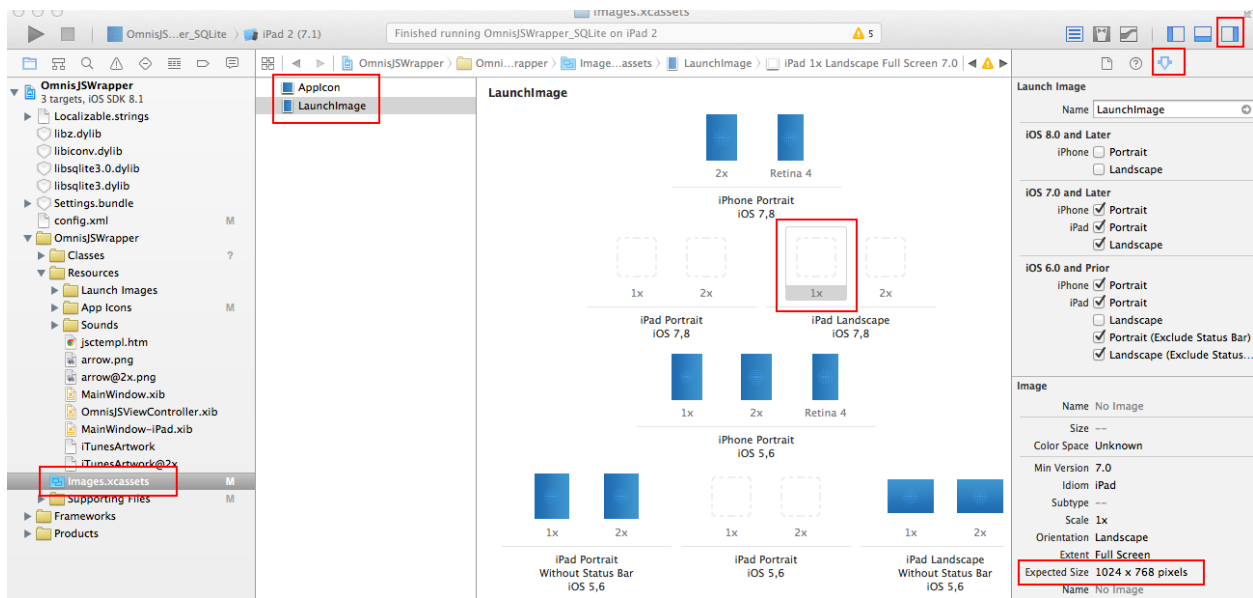 Images.xcassets
OmnisJS...er_SQLite
iPad 2 (7.1)
Finished running OmnisJSWrapper_SQLite on iPad 2
5
OmnisJSWrapper
Omni...rapper
Image...assets
LaunchImage
iPad 1x Landscape Full Screen 7.0
OmnisJSWrapper
3 targets, iOS SDK 8.1
Localizable.strings
libz.dylib
libiconv.dylib
libsqlite3.0.dylib
libsqlite3.dylib
Settings.bundle
config.xml M
OmnisJSWrapper
Classes ?
Resources
Launch Images
App Icons M
Sounds
jsctempl.htm
arrow.png
arrow@2x.png
MainWindow.xib
OmnisJSViewController.xib
MainWindow-iPad.xib
iTunesArtwork
iTunesArtwork@2x
Images.xcassets M
Supporting Files M
Frameworks
Products
AppIcon
LaunchImage
LaunchImage
2x Retina 4
iPhone Portrait
iOS 7,8
1x 2x 1x 2x
iPad Portrait iPad Landscape
iOS 7,8 iOS 7,8
1x 2x Retina 4
iPhone Portrait
iOS 5,6
1x 2x 1x 2x 1x 2x
iPad Portrait iPad Portrait iPad Landscape
Without Status Bar iOS 5,6 Without Status Bar
iOS 5,6 iOS 5,6
Launch Image
Name LaunchImage
iOS 8.0 and Later
iPhone Portrait
Landscape
iOS 7.0 and Later
iPhone Portrait
iPad Portrait
Landscape
iOS 6.0 and Prior
iPhone Portrait
iPad Portrait
Landscape
Portrait (Exclude Status Bar)
Landscape (Exclude Status...
Image
Name No Image
Size --
Color Space Unknown
Min Version 7.0
Idiom iPad
Subtype --
Scale 1x
Orientation Landscape
Extent Full Screen
Expected Size 1024 x 768 pixels
Name No Image